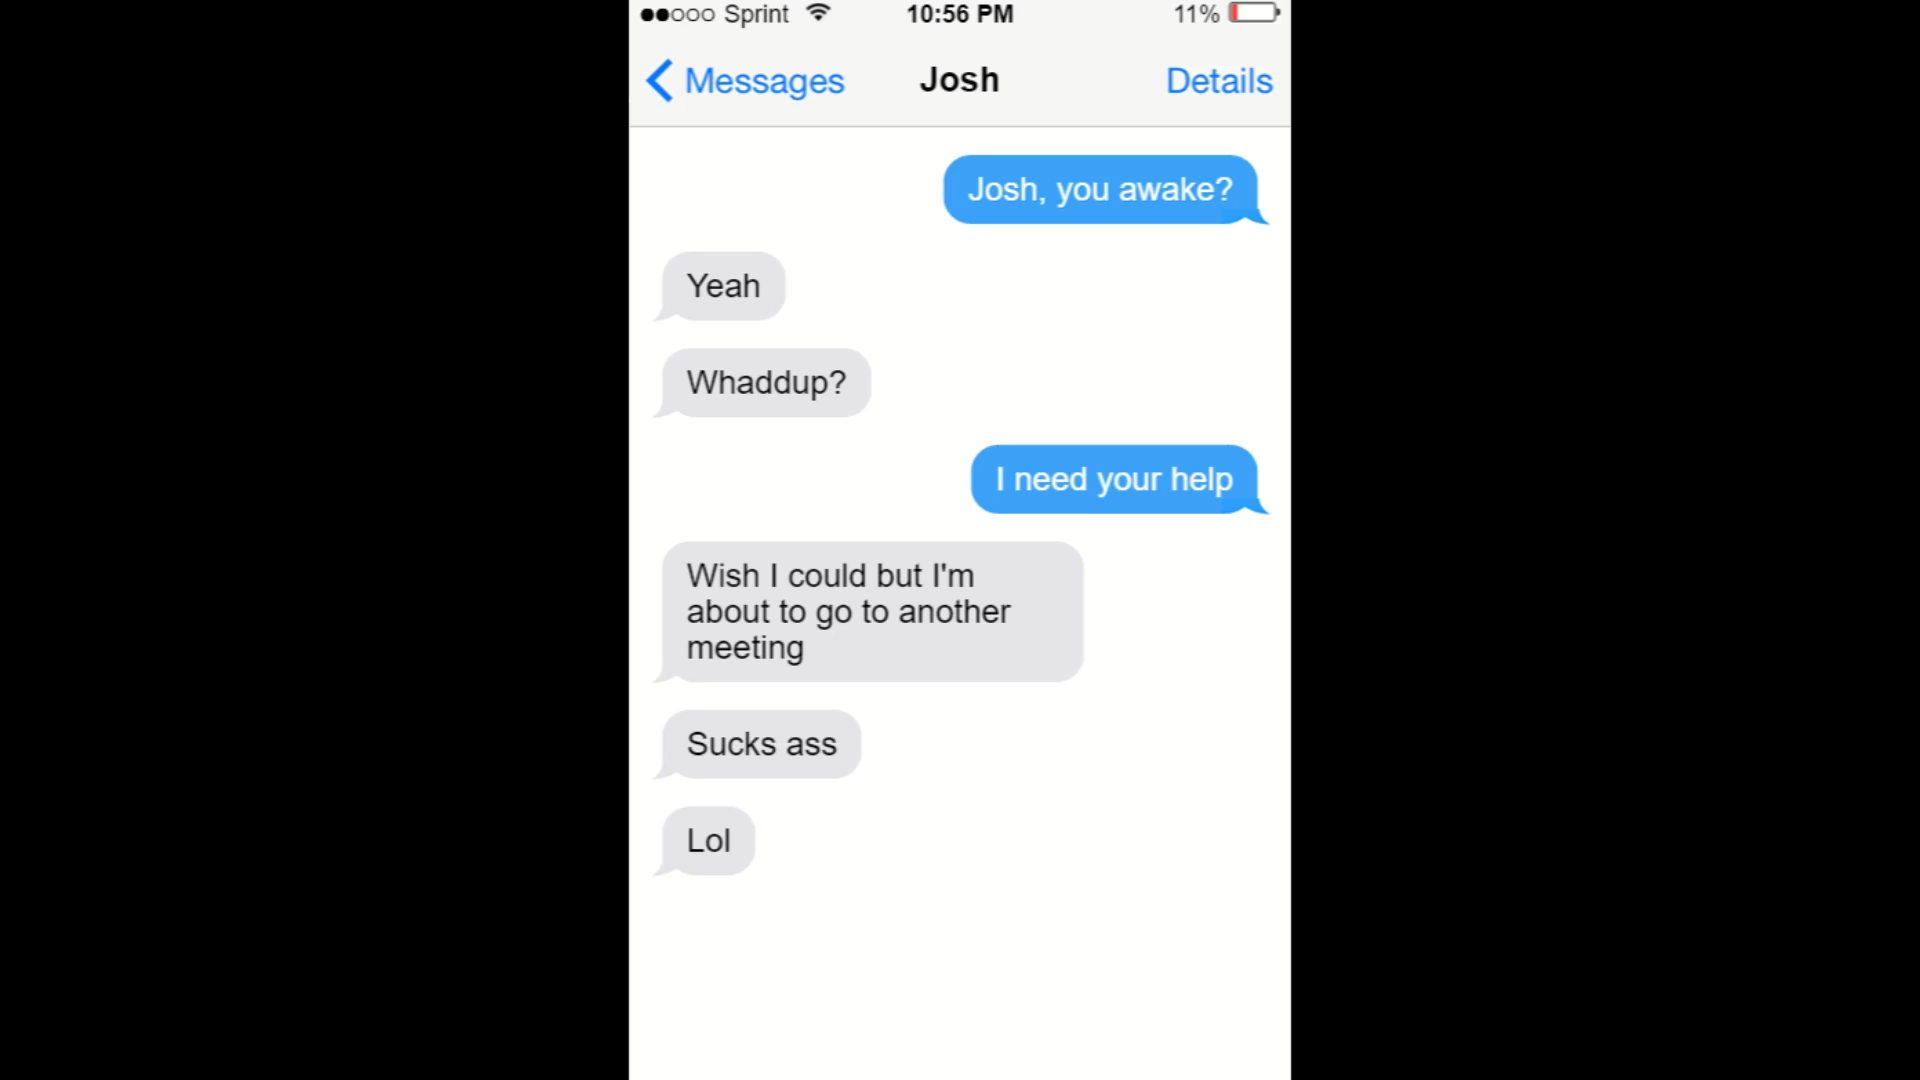 Sprint 10:56 PM 11%
Messages Josh Details
Josh, you awake?
Yeah
Whaddup?
I need your help
Wish I could but I'm
about to go to another
meeting
Sucks ass
Lol